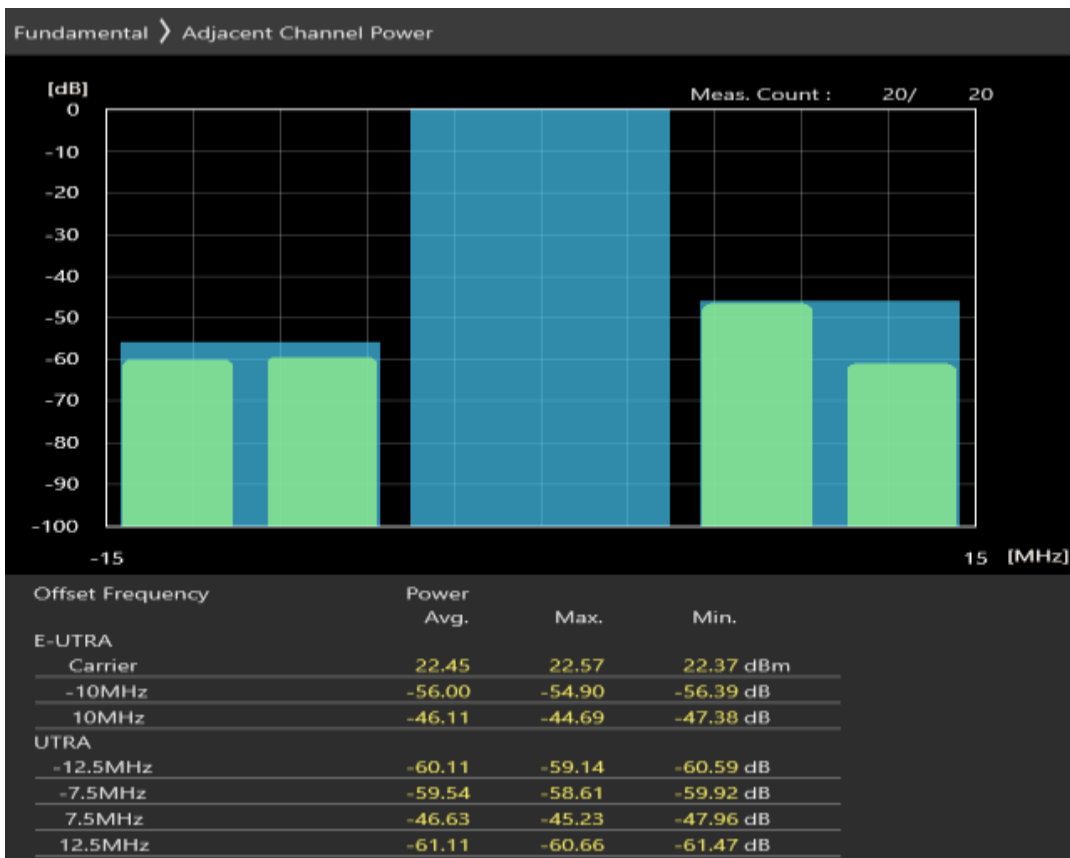 Fundamental 〉 Adjacent Channel Power
[dB]
Meas. Count : 20/ 20
0
-10
-20
-30
-40
-50
-60
-70
-80
-90
-100
-15 15 [MHz]
Offset Frequency Power
Avg. Max. Min.
E-UTRA
Carrier 22.45 22.57 22.37 dBm
-10MHz -56.00 -54.90 -56.39 dB
10MHz -46.11 -44.69 -47.38 dB
UTRA
-12.5MHz -60.11 -59.14 -60.59 dB
-7.5MHz -59.54 -58.61 -59.92 dB
7.5MHz -46.63 -45.23 -47.96 dB
12.5MHz -61.11 -60.66 -61.47 dB